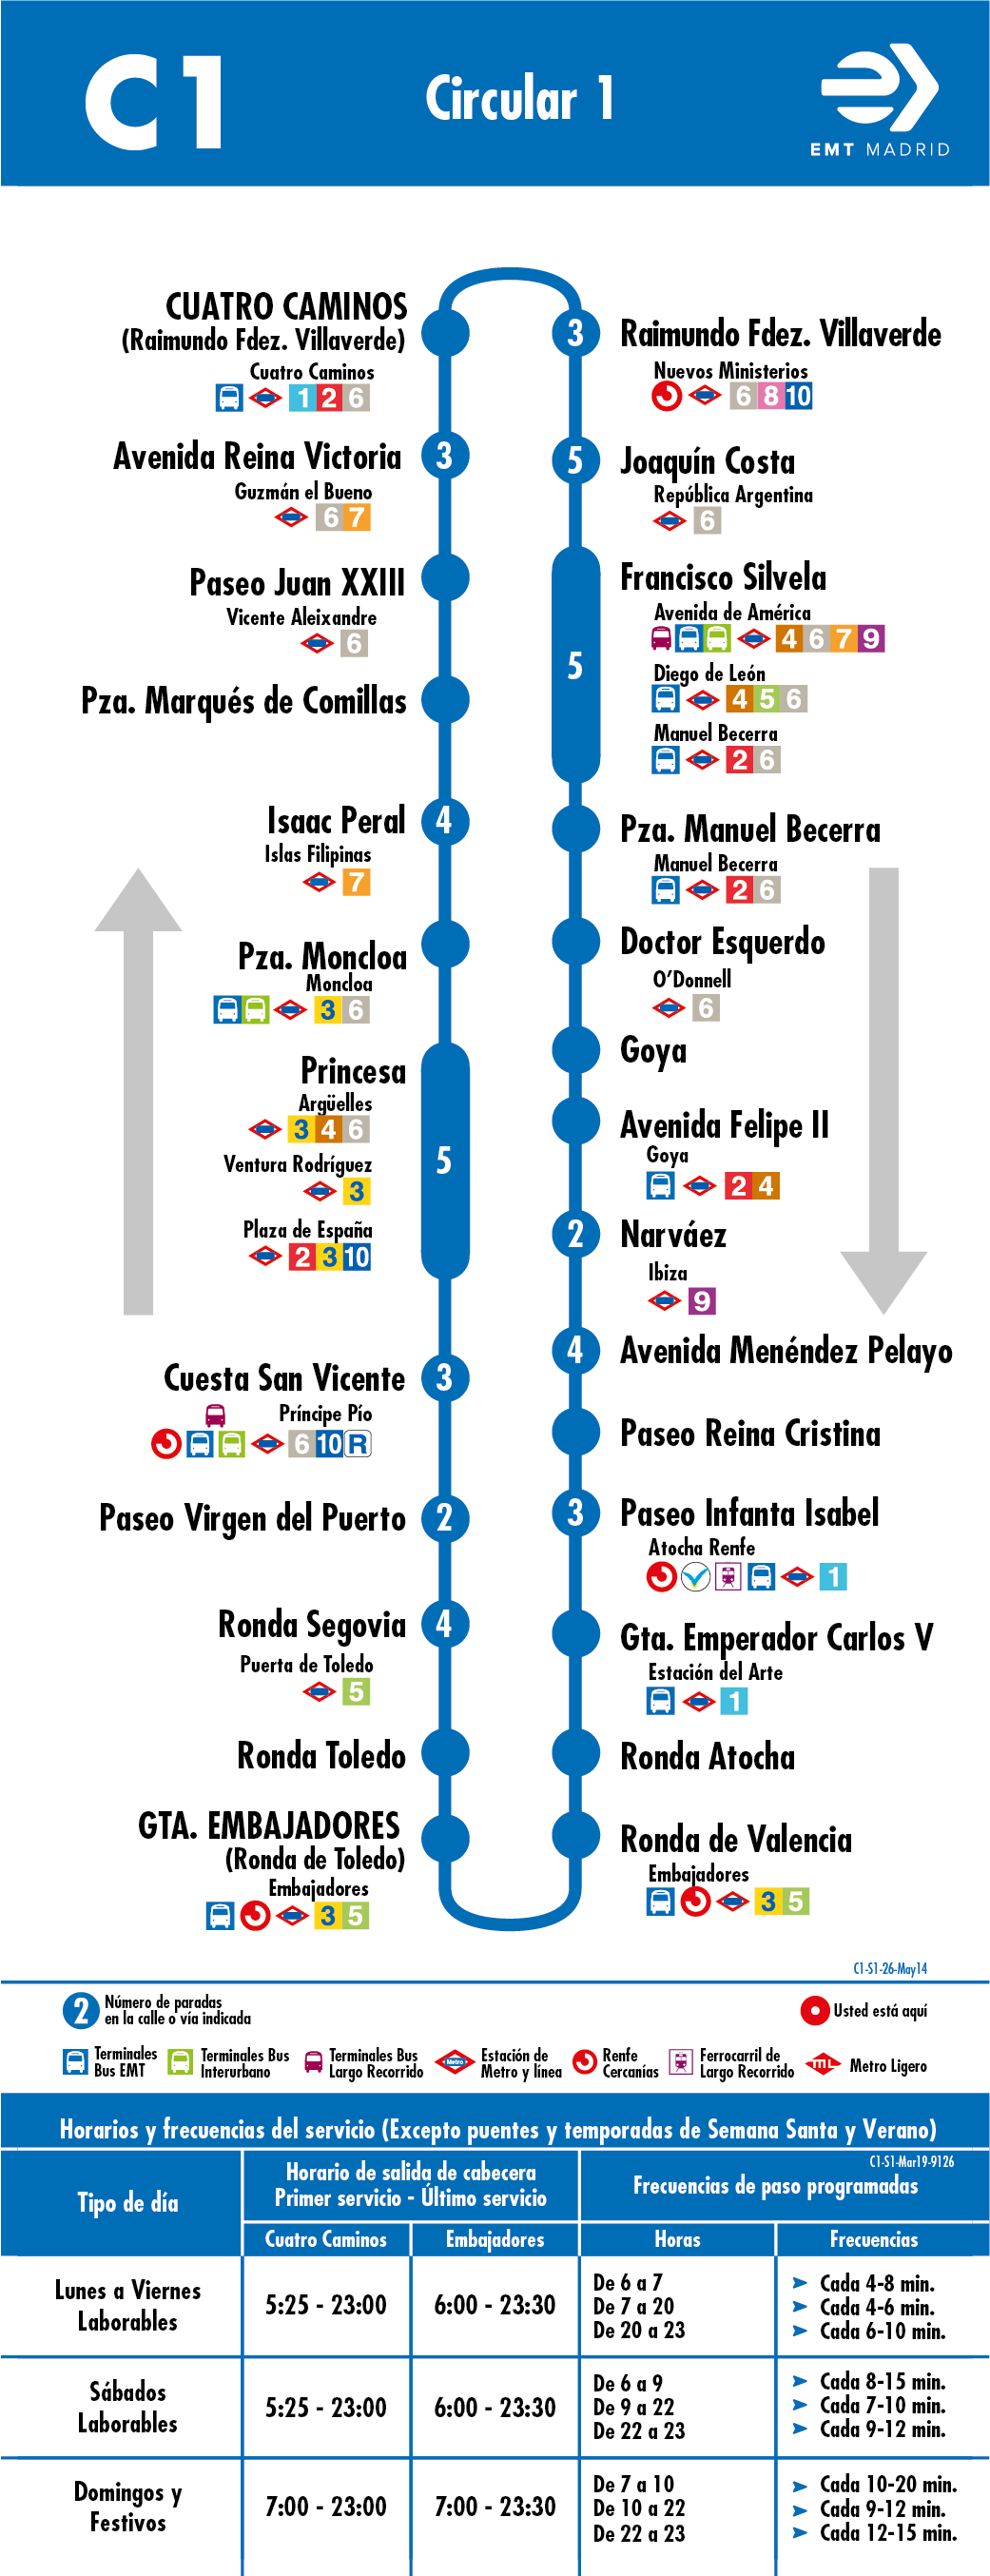 C1
Circular 1
EMT MADRID
CUATRO CAMINOS
(Raimundo Fdez. Villaverde)
Cuatro Caminos
1 2 6
Avenida Reina Victoria
3
Guzmán el Bueno
6 7
Paseo Juan XXIII
Vicente Aleixandre
6
Pza. Marqués de Comillas
Isaac Peral
4
Islas Filipinas
7
Pza. Moncloa
Moncloa
3 6
Princesa
Argüelles
3 4 6
5
Ventura Rodríguez
3
Plaza de España
2 3 10
Cuesta San Vicente
3
Príncipe Pío
6 10 R
Paseo Virgen del Puerto
2
Ronda Segovia
4
Puerta de Toledo
5
Ronda Toledo
GTA. EMBAJADORES
(Ronda de Toledo)
Embajadores
3 5
3
Raimundo Fdez. Villaverde
Nuevos Ministerios
6 8 10
5
Joaquín Costa
República Argentina
6
Francisco Silvela
Avenida de América
4 6 7 9
5
Diego de León
4 5 6
Manuel Becerra
2 6
Pza. Manuel Becerra
Manuel Becerra
2 6
Doctor Esquerdo
O'Donnell
6
Goya
Avenida Felipe II
Goya
2 4
2
Narváez
Ibiza
9
4
Avenida Menéndez Pelayo
Paseo Reina Cristina
3
Paseo Infanta Isabel
Atocha Renfe
1
Gta. Emperador Carlos V
Estación del Arte
1
Ronda Atocha
Ronda de Valencia
Embajadores
3 5
C1-S1-26-May14
2
Número de paradas
en la calle o vía indicada
Usted está aquí
Terminales
Bus EMT
Terminales Bus
Interurbano
Terminales Bus
Largo Recorrido
Metro
Estación de
Metro y línea
Renfe
Cercanías
Ferrocarril de
Largo Recorrido
ML
Metro Ligero
Horarios y frecuencias del servicio (Excepto puentes y temporadas de Semana Santa y Verano)
C1-S1-Mar19-9126
Tipo de día
Horario de salida de cabecera
Primer servicio - Último servicio
Frecuencias de paso programadas
Cuatro Caminos
Embajadores
Horas
Frecuencias
Lunes a Viernes
Laborables
5:25 - 23:00
6:00 - 23:30
De 6 a 7
Cada 4-8 min.
De 7 a 20
Cada 4-6 min.
De 20 a 23
Cada 6-10 min.
Sábados
Laborables
5:25 - 23:00
6:00 - 23:30
De 6 a 9
Cada 8-15 min.
De 9 a 22
Cada 7-10 min.
De 22 a 23
Cada 9-12 min.
Domingos y
Festivos
7:00 - 23:00
7:00 - 23:30
De 7 a 10
Cada 10-20 min.
De 10 a 22
Cada 9-12 min.
De 22 a 23
Cada 12-15 min.